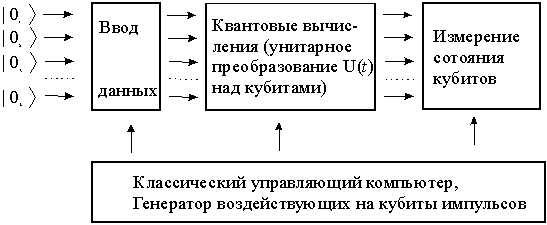 |0⟩
|0⟩
|0⟩
|0⟩
Ввод
данных
Квантовые вычис-
ления (унитарное
преобразование U(t)
над кубитами)
Измерение
сотояния
кубитов
Классический управляющий компьютер,
Генератор воздействующих на кубиты импульсов